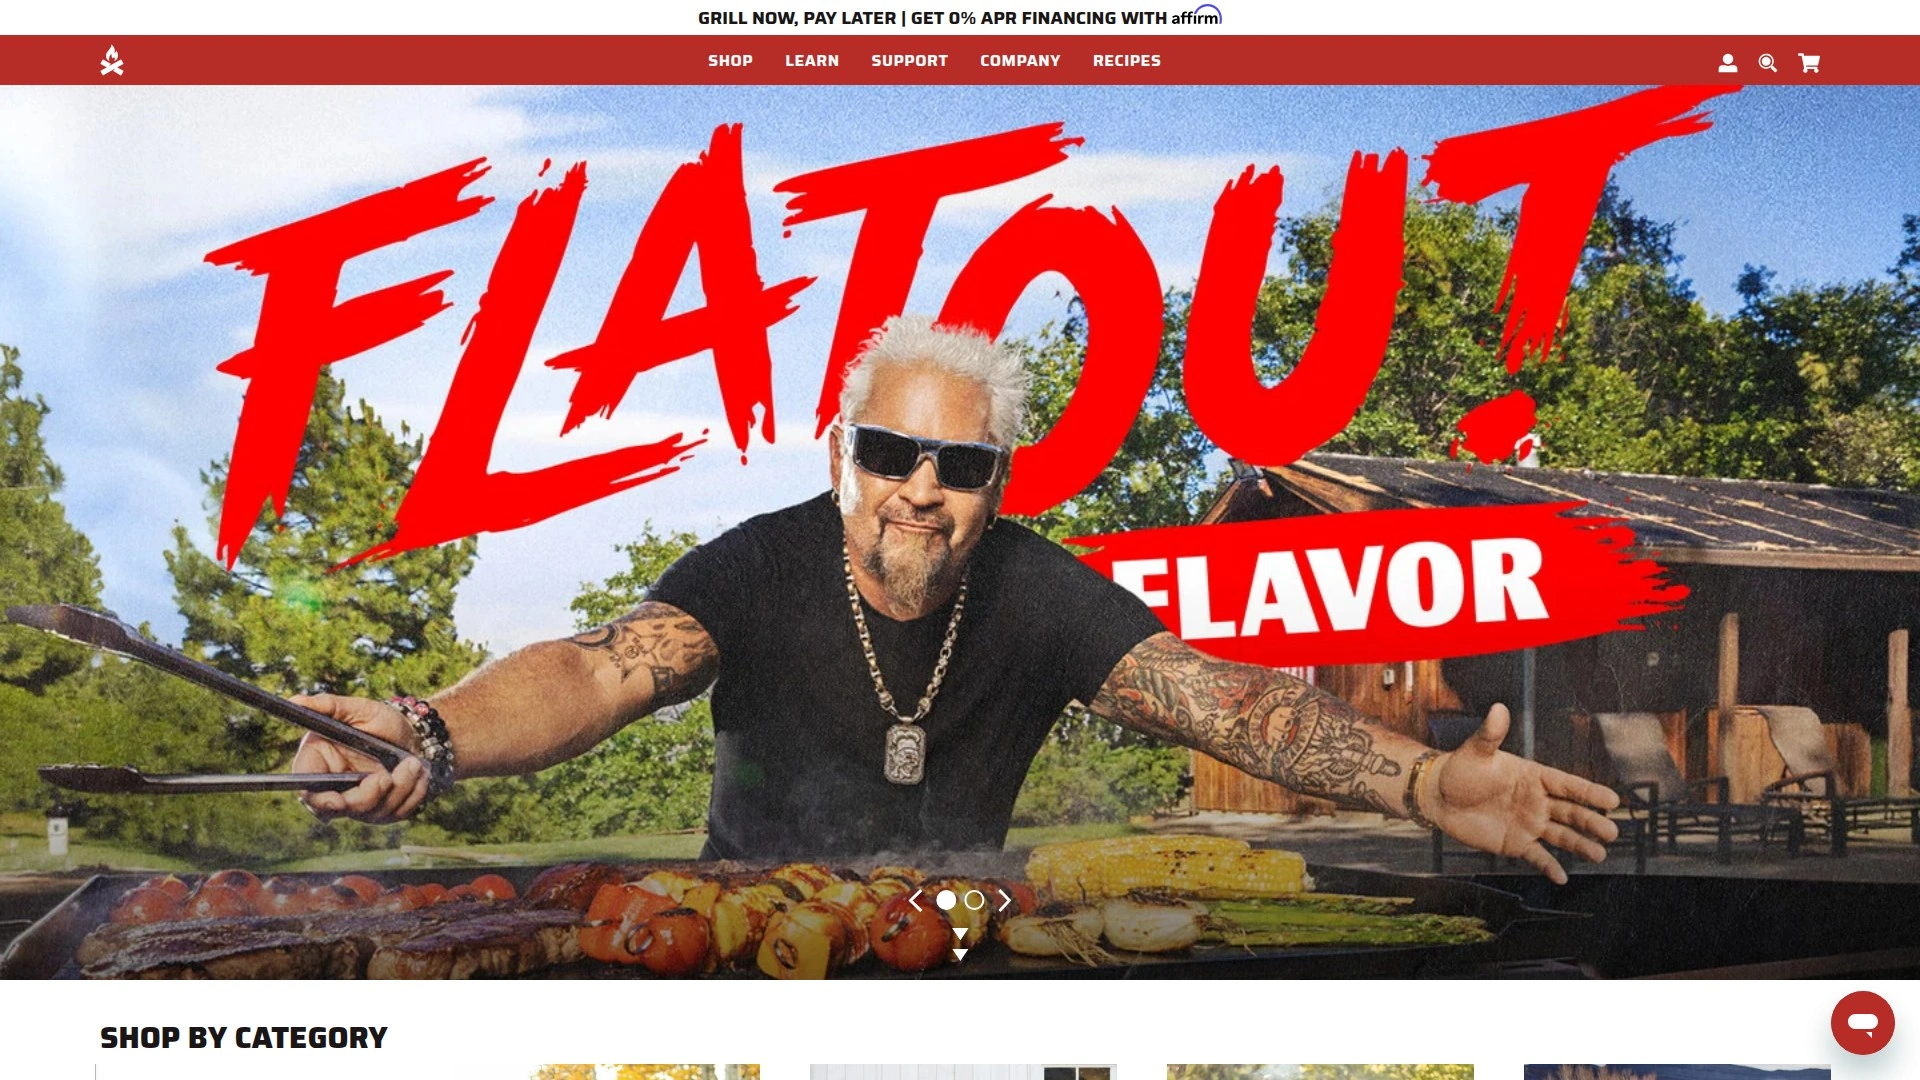 GRILL NOW, PAY LATER | GET 0% APR FINANCING WITH affirm
SHOP LEARN SUPPORT COMPANY RECIPES
FLATOUT!
FLAVOR
SHOP BY CATEGORY